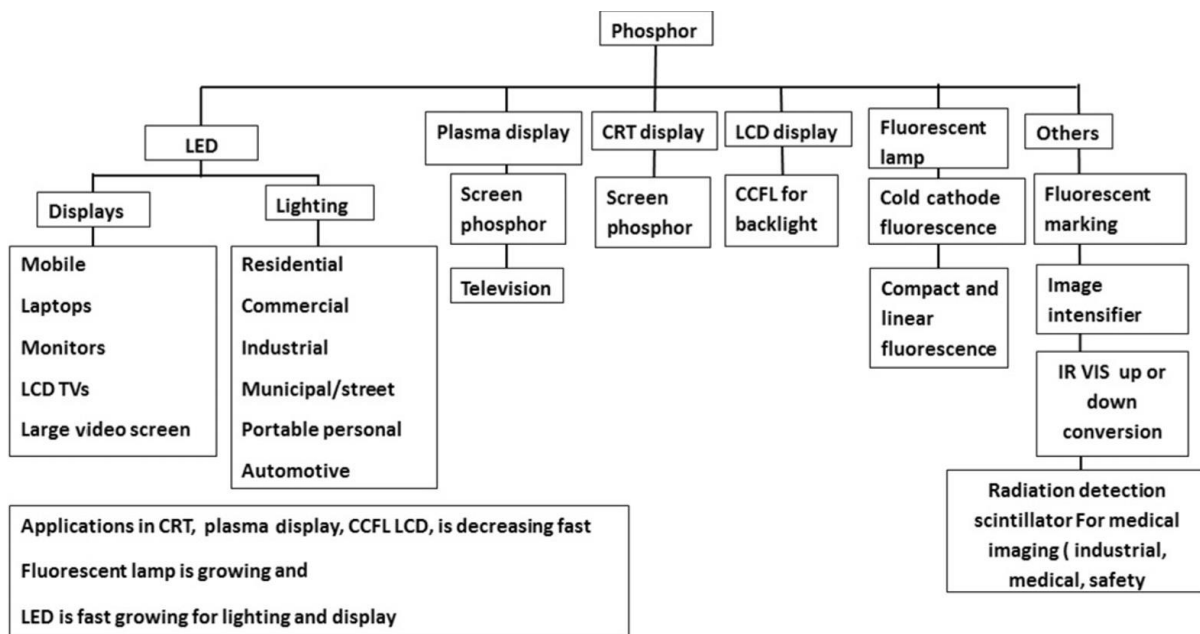 Phosphor
LED
Displays
Mobile
Laptops
Monitors
LCD TVs
Large video screen
Lighting
Residential
Commercial
Industrial
Municipal/street
Portable personal
Automotive
Plasma display
Screen
phosphor
Television
CRT display
Screen
phosphor
LCD display
CCFL for
backlight
Fluorescent
lamp
Cold cathode
fluorescence
Compact and
linear
fluorescence
Others
Fluorescent
marking
Image
intensifier
IR VIS up or
down
conversion
Radiation detection
scintillator For medical
imaging ( industrial,
medical, safety
Applications in CRT, plasma display, CCFL LCD, is decreasing fast
Fluorescent lamp is growing and
LED is fast growing for lighting and display